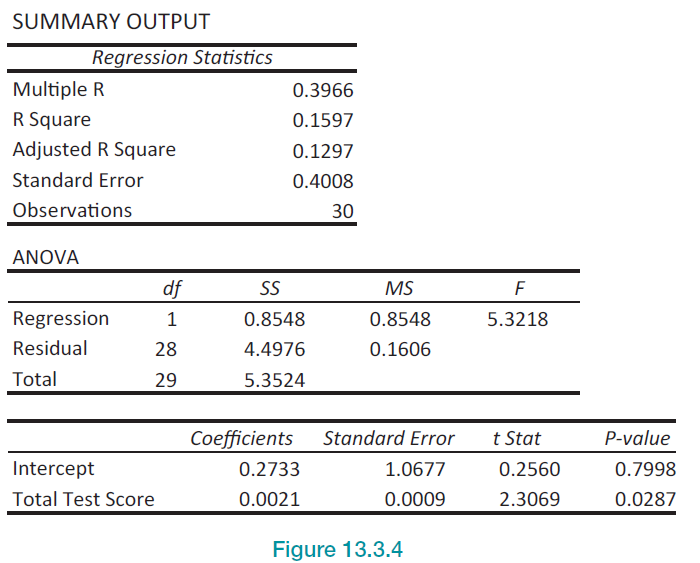 SUMMARY OUTPUT
Regression Statistics
Multiple R 0.3966
R Square 0.1597
Adjusted R Square 0.1297
Standard Error 0.4008
Observations 30
ANOVA
df SS MS F
Regression 1 0.8548 0.8548 5.3218
Residual 28 4.4976 0.1606
Total 29 5.3524
Coefficients Standard Error t Stat P-value
Intercept 0.2733 1.0677 0.2560 0.7998
Total Test Score 0.0021 0.0009 2.3069 0.0287
Figure 13.3.4